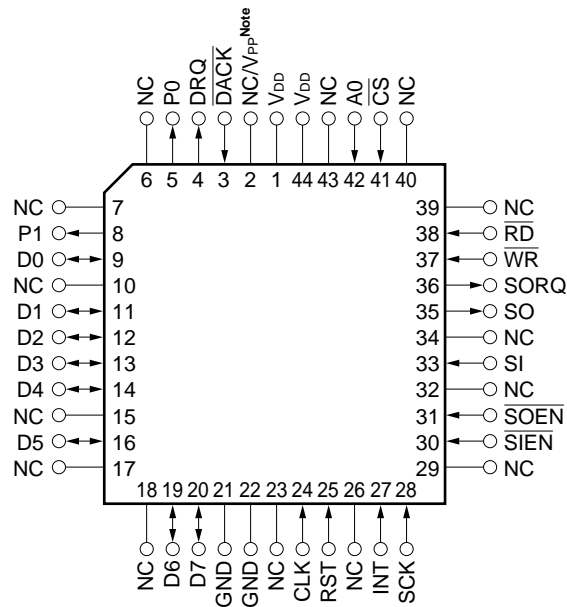 NC P0 DRQ DACK NC/VPP Note VDD VDD NC A0 CS NC
6 5 4 3 2 1 44 43 42 41 40
NC 7 39 NC
P1 8 38 RD
D0 9 37 WR
NC 10 36 SORQ
D1 11 35 SO
D2 12 34 NC
D3 13 33 SI
D4 14 32 NC
NC 15 31 SOEN
D5 16 30 SIEN
NC 17 29 NC
18 19 20 21 22 23 24 25 26 27 28
NC D6 D7 GND GND NC CLK RST NC INT SCK